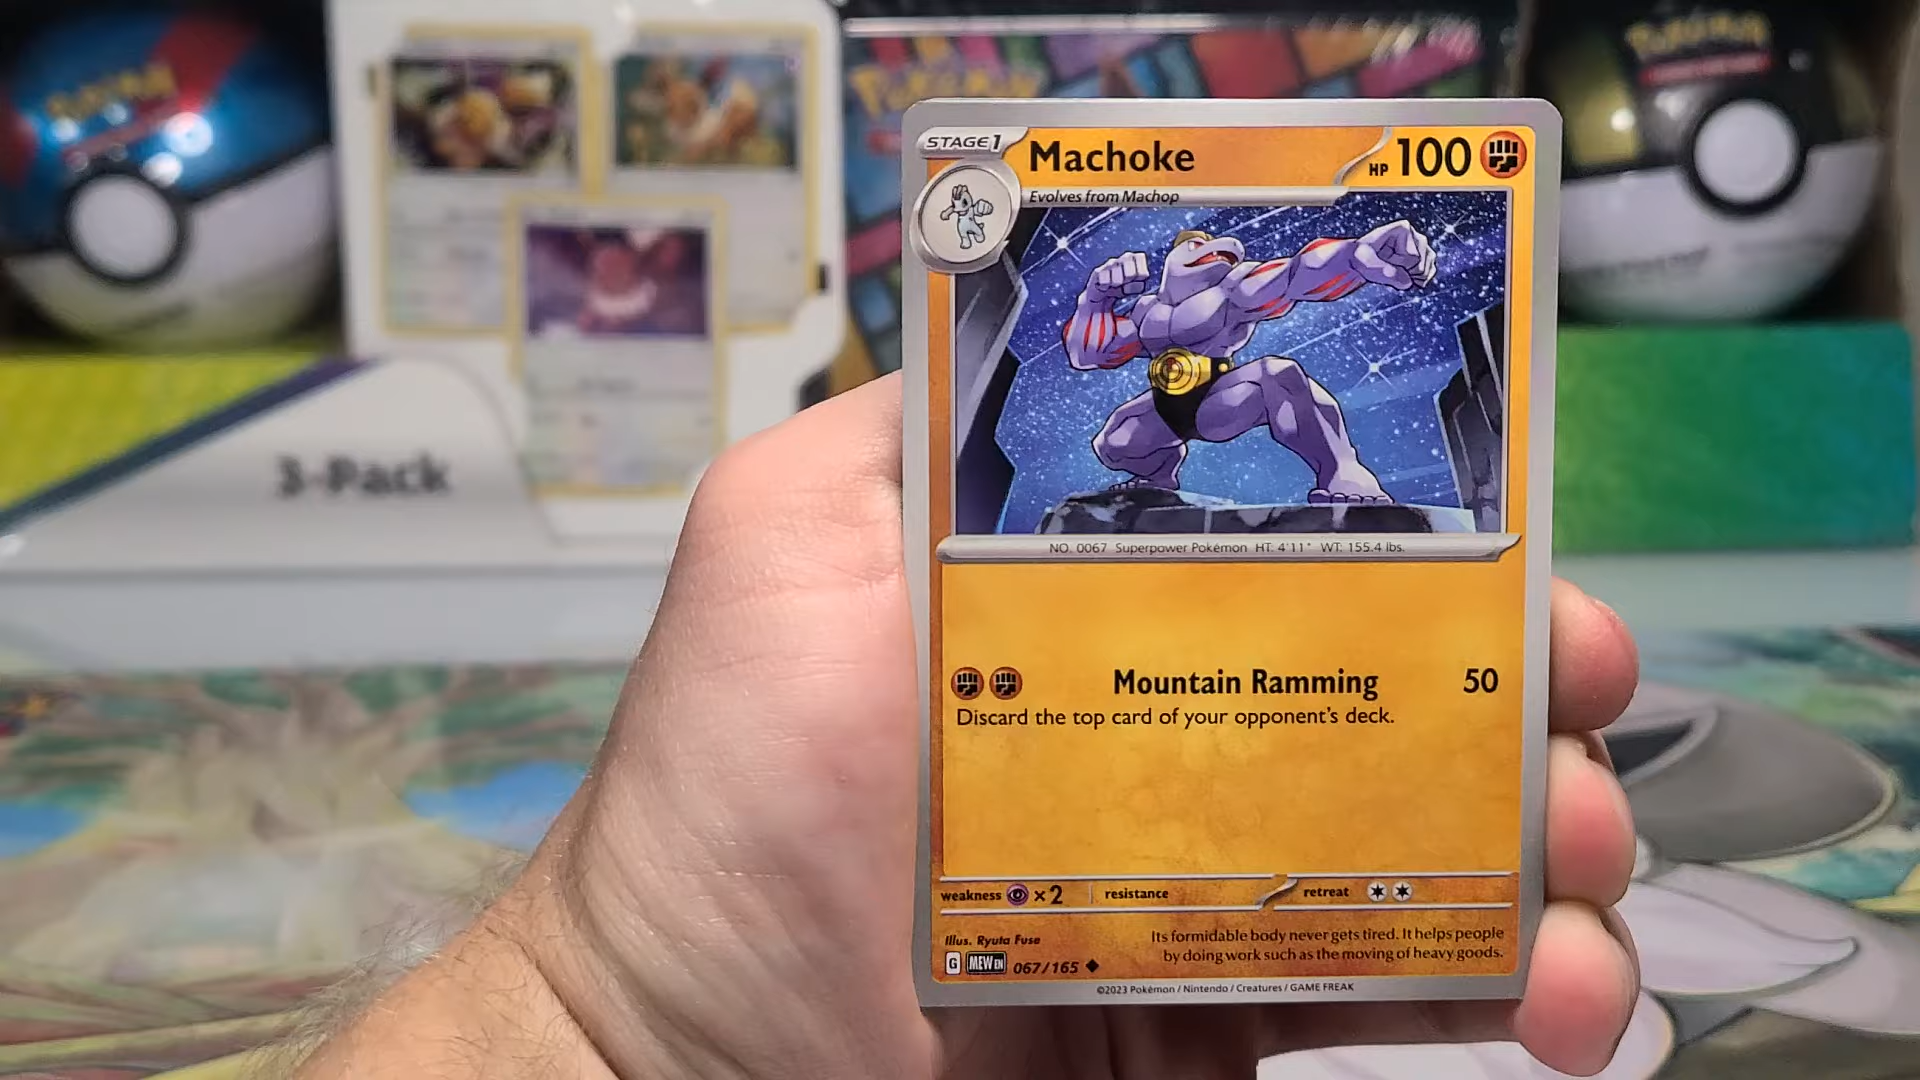 Pokémon
Pokémon
Pokémon
3-Pack
STAGE 1
Machoke
HP 100
Evolves from Machop
NO. 0067 Superpower Pokémon HT: 4'11" WT: 155.4 lbs.
Mountain Ramming 50
Discard the top card of your opponent's deck.
weakness ×2 resistance retreat
Illus. Ryuta Fuse
Its formidable body never gets tired. It helps people
by doing work such as the moving of heavy goods.
G MEW EN 067/165
©2023 Pokémon / Nintendo / Creatures / GAME FREAK